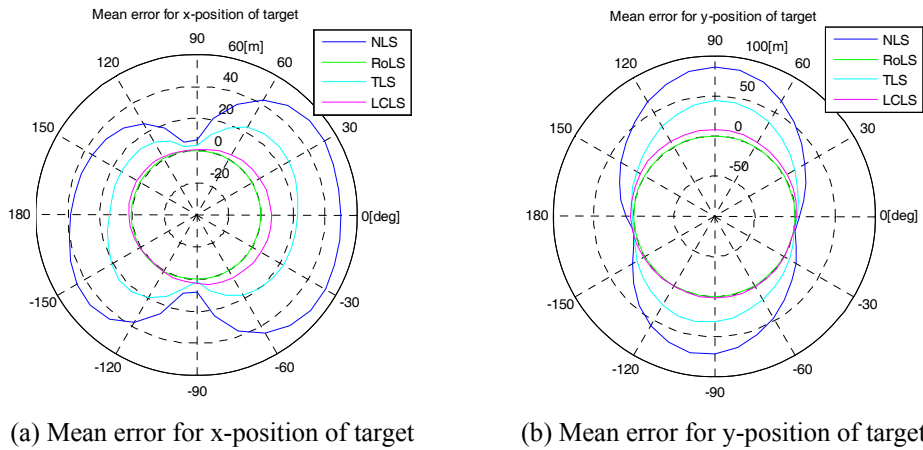 Mean error for x-position of target
90
60[m]
60
40
20
0
-20
120
150
180
-150
-120
-90
-60
-30
0[deg]
30
NLS
RoLS
TLS
LCLS
(a) Mean error for x-position of target
Mean error for y-position of target
90
100[m]
60
50
0
-50
120
150
180
-150
-120
-90
-60
-30
0[deg]
30
NLS
RoLS
TLS
LCLS
(b) Mean error for y-position of target